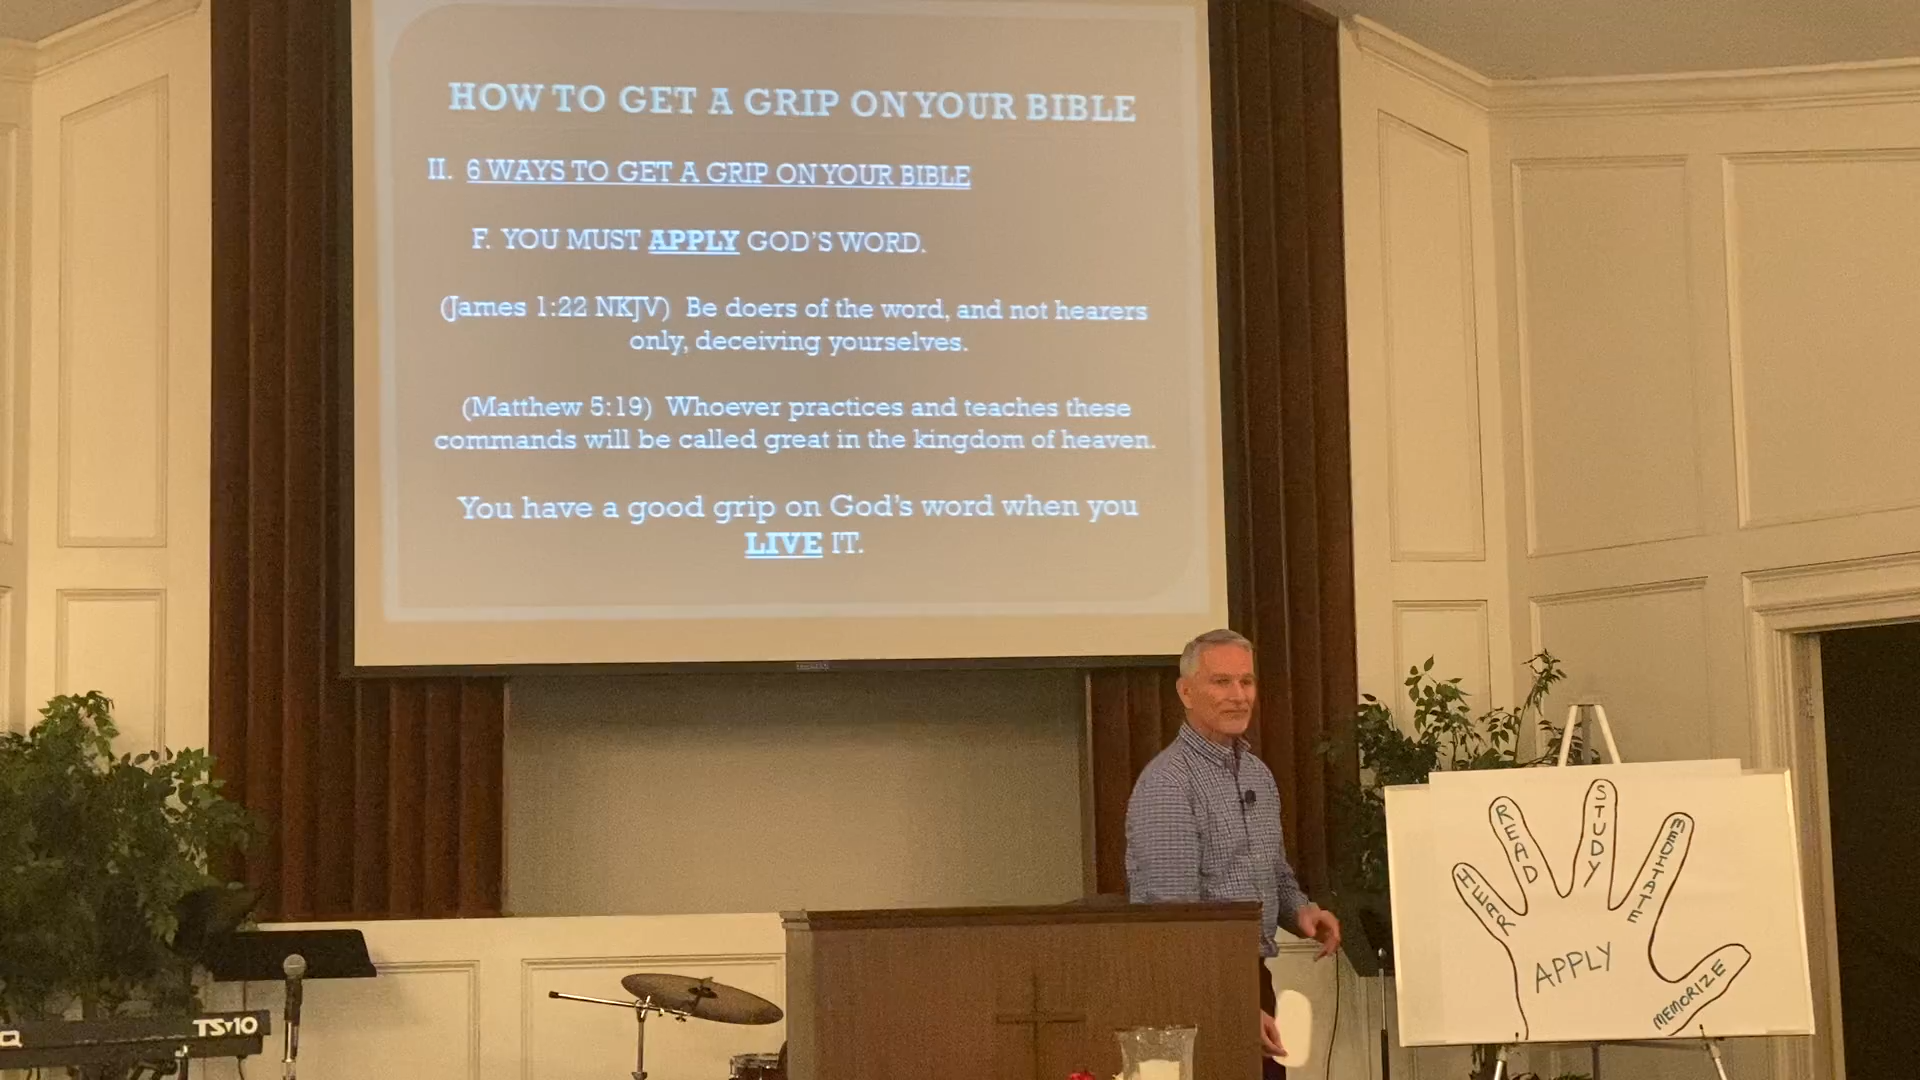 HOW TO GET A GRIP ON YOUR BIBLE
II. 6 WAYS TO GET A GRIP ON YOUR BIBLE
F. YOU MUST APPLY GOD'S WORD.
(James 1:22 NKJV) Be doers of the word, and not hearers
only, deceiving yourselves.
(Matthew 5:19) Whoever practices and teaches these
commands will be called great in the kingdom of heaven.
You have a good grip on God's word when you
LIVE IT.
HEAR
READ
STUDY
MEDITATE
MEMORIZE
APPLY
TSV10